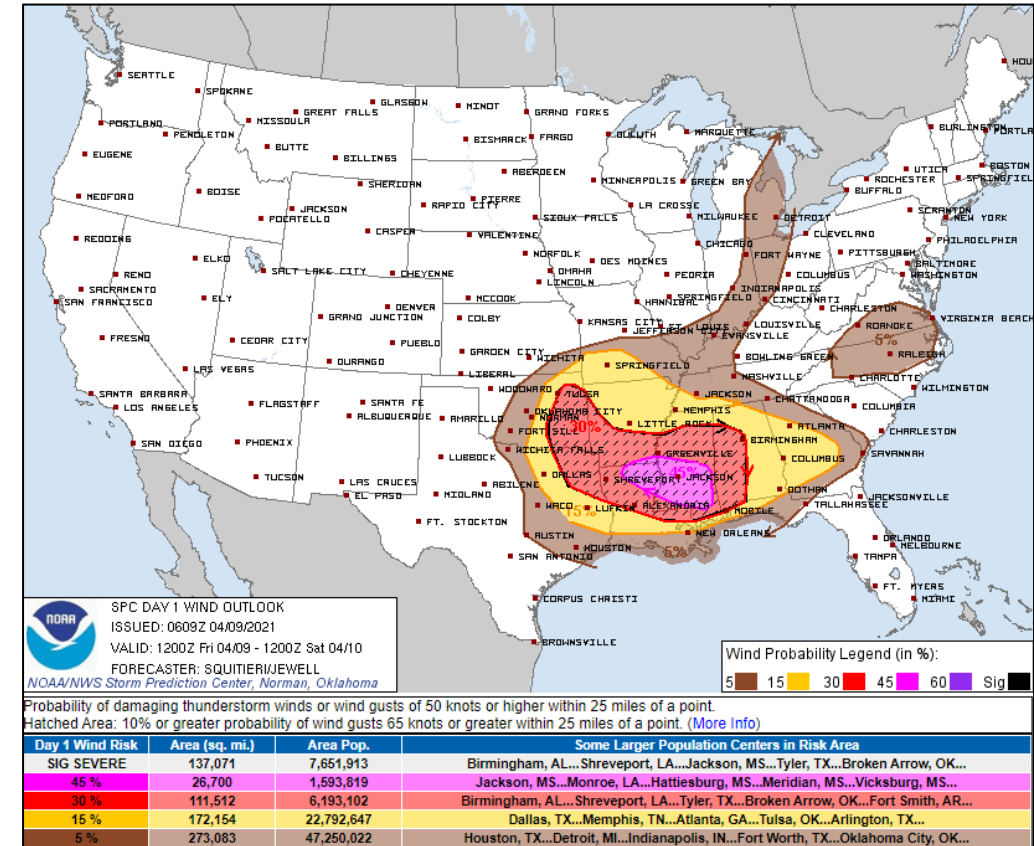 HOU
SEATTLE
SPOKANE
GLASGOW
MINOT
GRAND FORKS
GREAT FALLS
MISSOULA
PORTLAND
PENDLETON
BISMARCK
FARGO
DULUTH
MARQUETTE
BURLINGTON
PORTLA
EUGENE
BUTTE
BILLINGS
ABERDEEN
MINNEAPOLIS
GREEN BAY
UTICA
BOSTON
ROCHESTER
SPRINGFIEL
BUFFALO
MEDFORD
BOISE
SHERIDAN
PIERRE
RAPID CITY
JACKSON
POCATELLO
SIOUX FALLS
LA CROSSE
MILWAUKEE
DETROIT
SCRANTON
NEW YORK
REDDING
CASPER
VALENTINE
CLEVELAND
PHILADELPHIA
ELKO
CHICAGO
NORFOLK
DES MOINES
FORT WAYNE
PITTSBURGH
BALTIMORE
RENO
SALT LAKE CITY
CHEYENNE
OMAHA
PEORIA
COLUMBUS
WASHINGTON
LINCOLN
SACRAMENTO
SAN FRANCISCO
ELY
MCCOOK
HANNIBAL
SPRINGFIELD
INDIANAPOLIS
CINCINNATI
DENVER
CHARLESTON
GRAND JUNCTION
COLBY
KANSAS CITY
ST. LOUIS
JEFFERSON CITY
LOUISVILLE
ROANOKE
VIRGINIA BEACH
EVANSVILLE
5%
FRESNO
CEDAR CITY
PUEBLO
GARDEN CITY
WICHITA
BOWLING GREEN
RALEIGH
DURANGO
SPRINGFIELD
LAS VEGAS
LIBERAL
NASHVILLE
CHARLOTTE
WILMINGTON
SANTA BARBARA
WOODWARD
TULSA
JACKSON
CHATTANOOGA
LOS ANGELES
FLAGSTAFF
SANTA FE
COLUMBIA
ALBUQUERQUE
AMARILLO
OKLAHOMA CITY
NORMAN
MEMPHIS
30%
LITTLE ROCK
ATLANTA
FORT SILL
CHARLESTON
SAN DIEGO
PHOENIX
BIRMINGHAM
WICHITA FALLS
GREENVILLE
SAVANNAH
LUBBOCK
COLUMBUS
TUCSON
LAS CRUCES
ABILENE
DALLAS
45%
SHREVEPORT
JACKSON
DOTHAN
EL PASO
MIDLAND
JACKSONVILLE
WACO
15%
LUFKIN
ALEXANDRIA
MOBILE
TALLAHASSEE
FT. STOCKTON
AUSTIN
NEW ORLEANS
ORLANDO
HOUSTON
5%
MELBOURNE
SAN ANTONIO
TAMPA
FT. MYERS
CORPUS CHRISTI
MIAMI
BROWNSVILLE
NOAA
SPC DAY 1 WIND OUTLOOK
ISSUED: 0609Z 04/09/2021
VALID: 1200Z Fri 04/09 - 1200Z Sat 04/10
FORECASTER: SQUITIERI/JEWELL
NOAA/NWS Storm Prediction Center, Norman, Oklahoma
Wind Probability Legend (in %):
5 15 30 45 60 Sig
Probability of damaging thunderstorm winds or wind gusts of 50 knots or higher within 25 miles of a point.
Hatched Area: 10% or greater probability of wind gusts 65 knots or greater within 25 miles of a point. (More Info)
Day 1 Wind Risk Area (sq. mi.) Area Pop. Some Larger Population Centers in Risk Area
SIG SEVERE 137,071 7,651,913 Birmingham, AL...Shreveport, LA...Jackson, MS...Tyler, TX...Broken Arrow, OK...
45 % 26,700 1,593,819 Jackson, MS...Monroe, LA...Hattiesburg, MS...Meridian, MS...Vicksburg, MS...
30 % 111,512 6,193,102 Birmingham, AL...Shreveport, LA...Tyler, TX...Broken Arrow, OK...Fort Smith, AR...
15 % 172,154 22,792,647 Dallas, TX...Memphis, TN...Atlanta, GA...Tulsa, OK...Arlington, TX...
5 % 273,083 47,250,022 Houston, TX...Detroit, MI...Indianapolis, IN...Fort Worth, TX...Oklahoma City, OK...